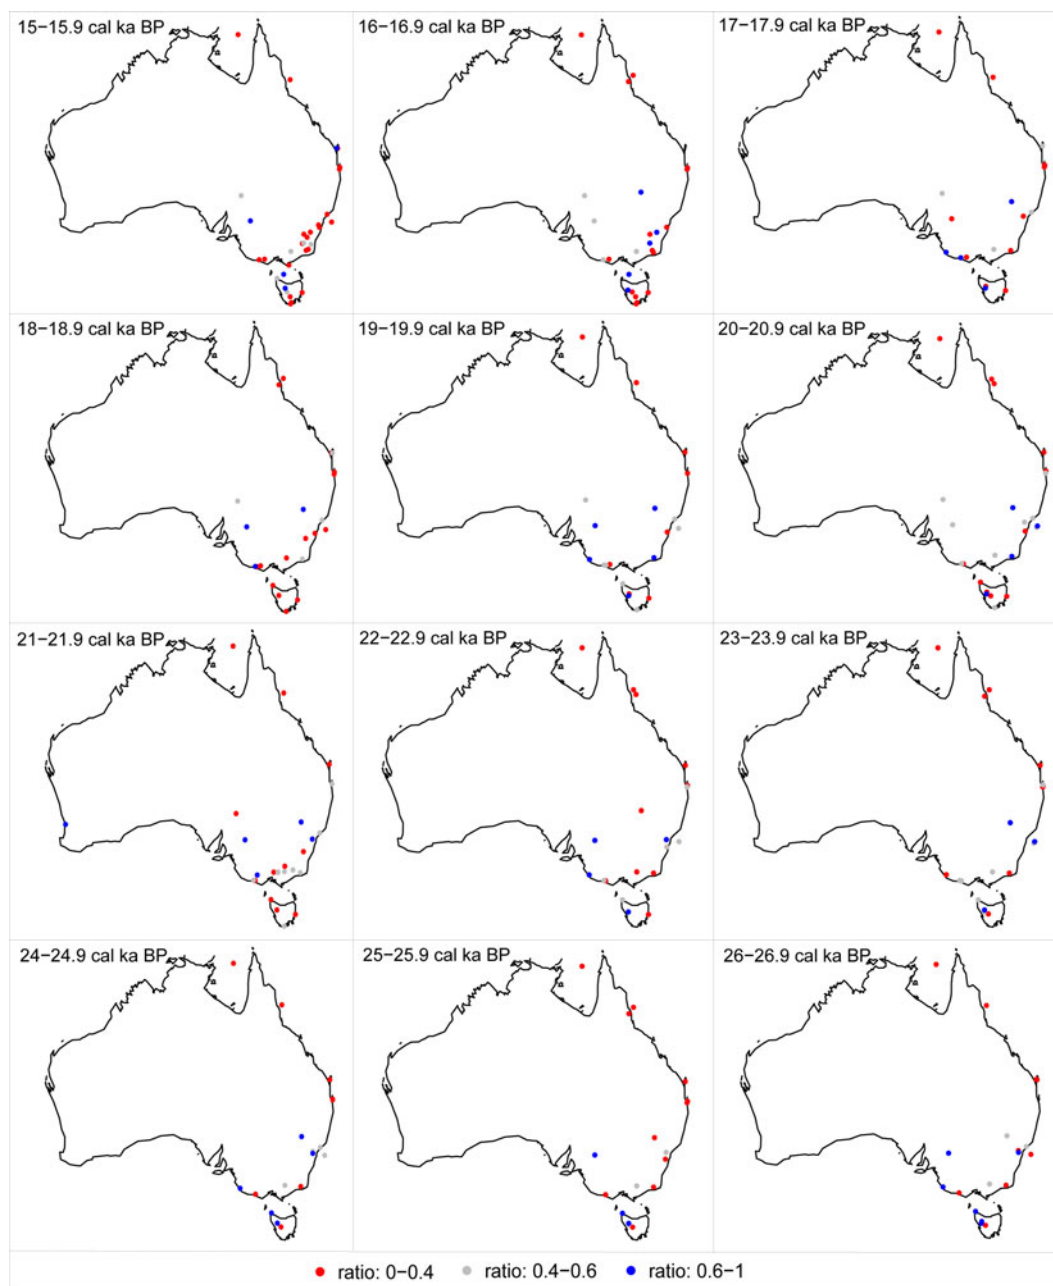 15−15.9 cal ka BP
16−16.9 cal ka BP
17−17.9 cal ka BP
18−18.9 cal ka BP
19−19.9 cal ka BP
20−20.9 cal ka BP
21−21.9 cal ka BP
22−22.9 cal ka BP
23−23.9 cal ka BP
24−24.9 cal ka BP
25−25.9 cal ka BP
26−26.9 cal ka BP
ratio: 0−0.4 ratio: 0.4−0.6 ratio: 0.6−1